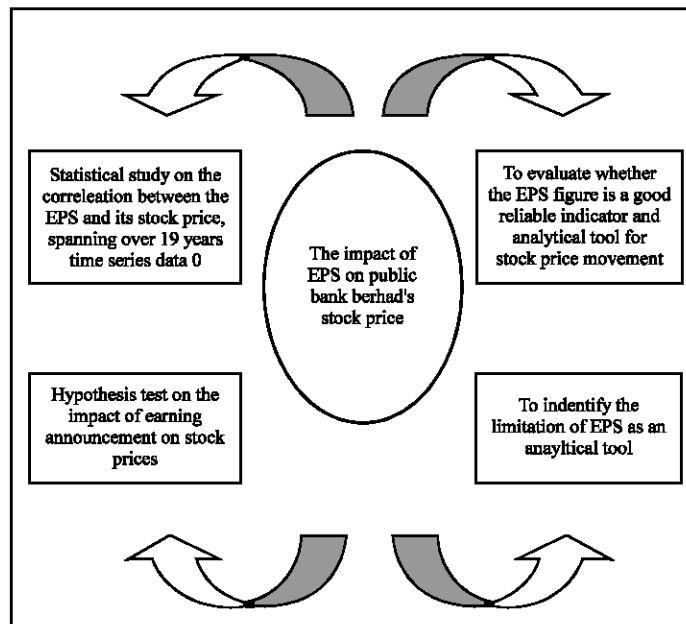 Statistical study on the
correleation between the
EPS and its stock price,
spanning over 19 years
time series data 0
To evaluate whether
the EPS figure is a good
reliable indicator and
analytical tool for
stock price movement
The impact of
EPS on public
bank berhad's
stock price
Hypothesis test on the
impact of earning
announcement on stock
prices
To indentify the
limitation of EPS as an
anayltical tool